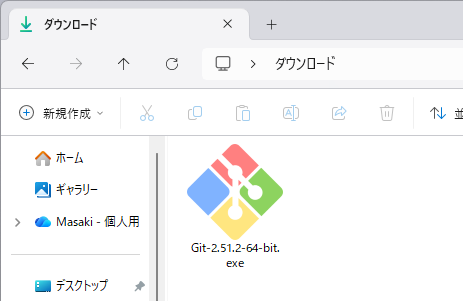 ダウンロード
ダウンロード
新規作成
ホーム
ギャラリー
Masaki - 個人用
デスクトップ
Git-2.51.2-64-bit.
exe